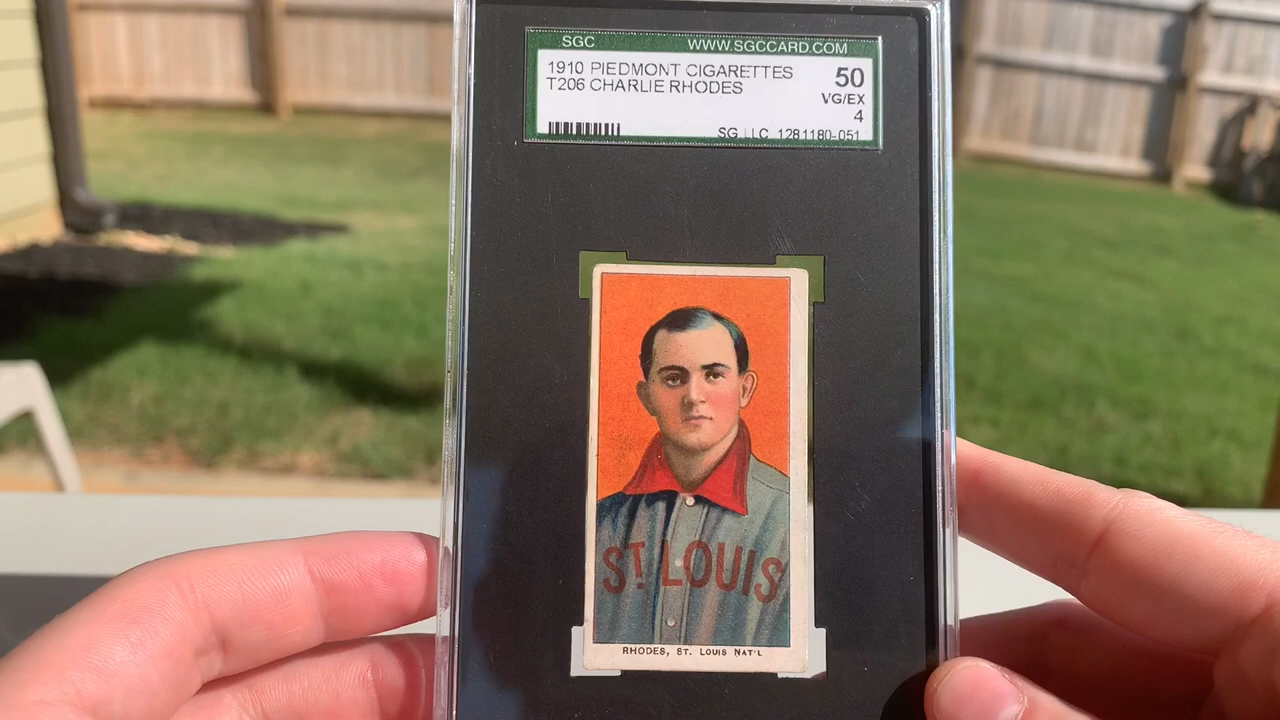 SGC WWW.SGCCARD.COM
1910 PIEDMONT CIGARETTES 50
T206 CHARLIE RHODES VG/EX
4
SG LLC 1281180-051
ST. LOUIS
RHODES, ST. LOUIS NAT'L